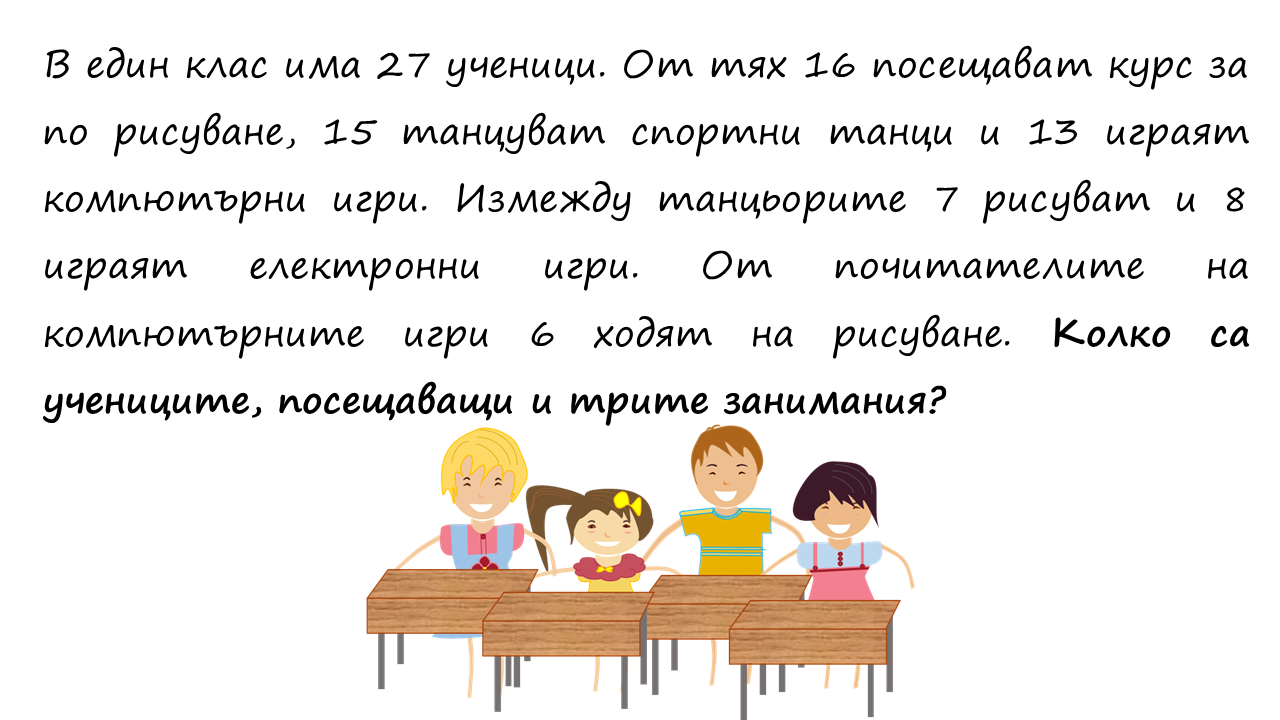 В един клас има 27 ученици. От тях 16 посещават курс за
по рисуване, 15 танцуват спортни танци и 13 играят
компютърни игри. Измежду танцьорите 7 рисуват и 8
играят електронни игри. От почитателите на
компютърните игри 6 ходят на рисуване. Колко са
учениците, посещаващи и трите занимания?